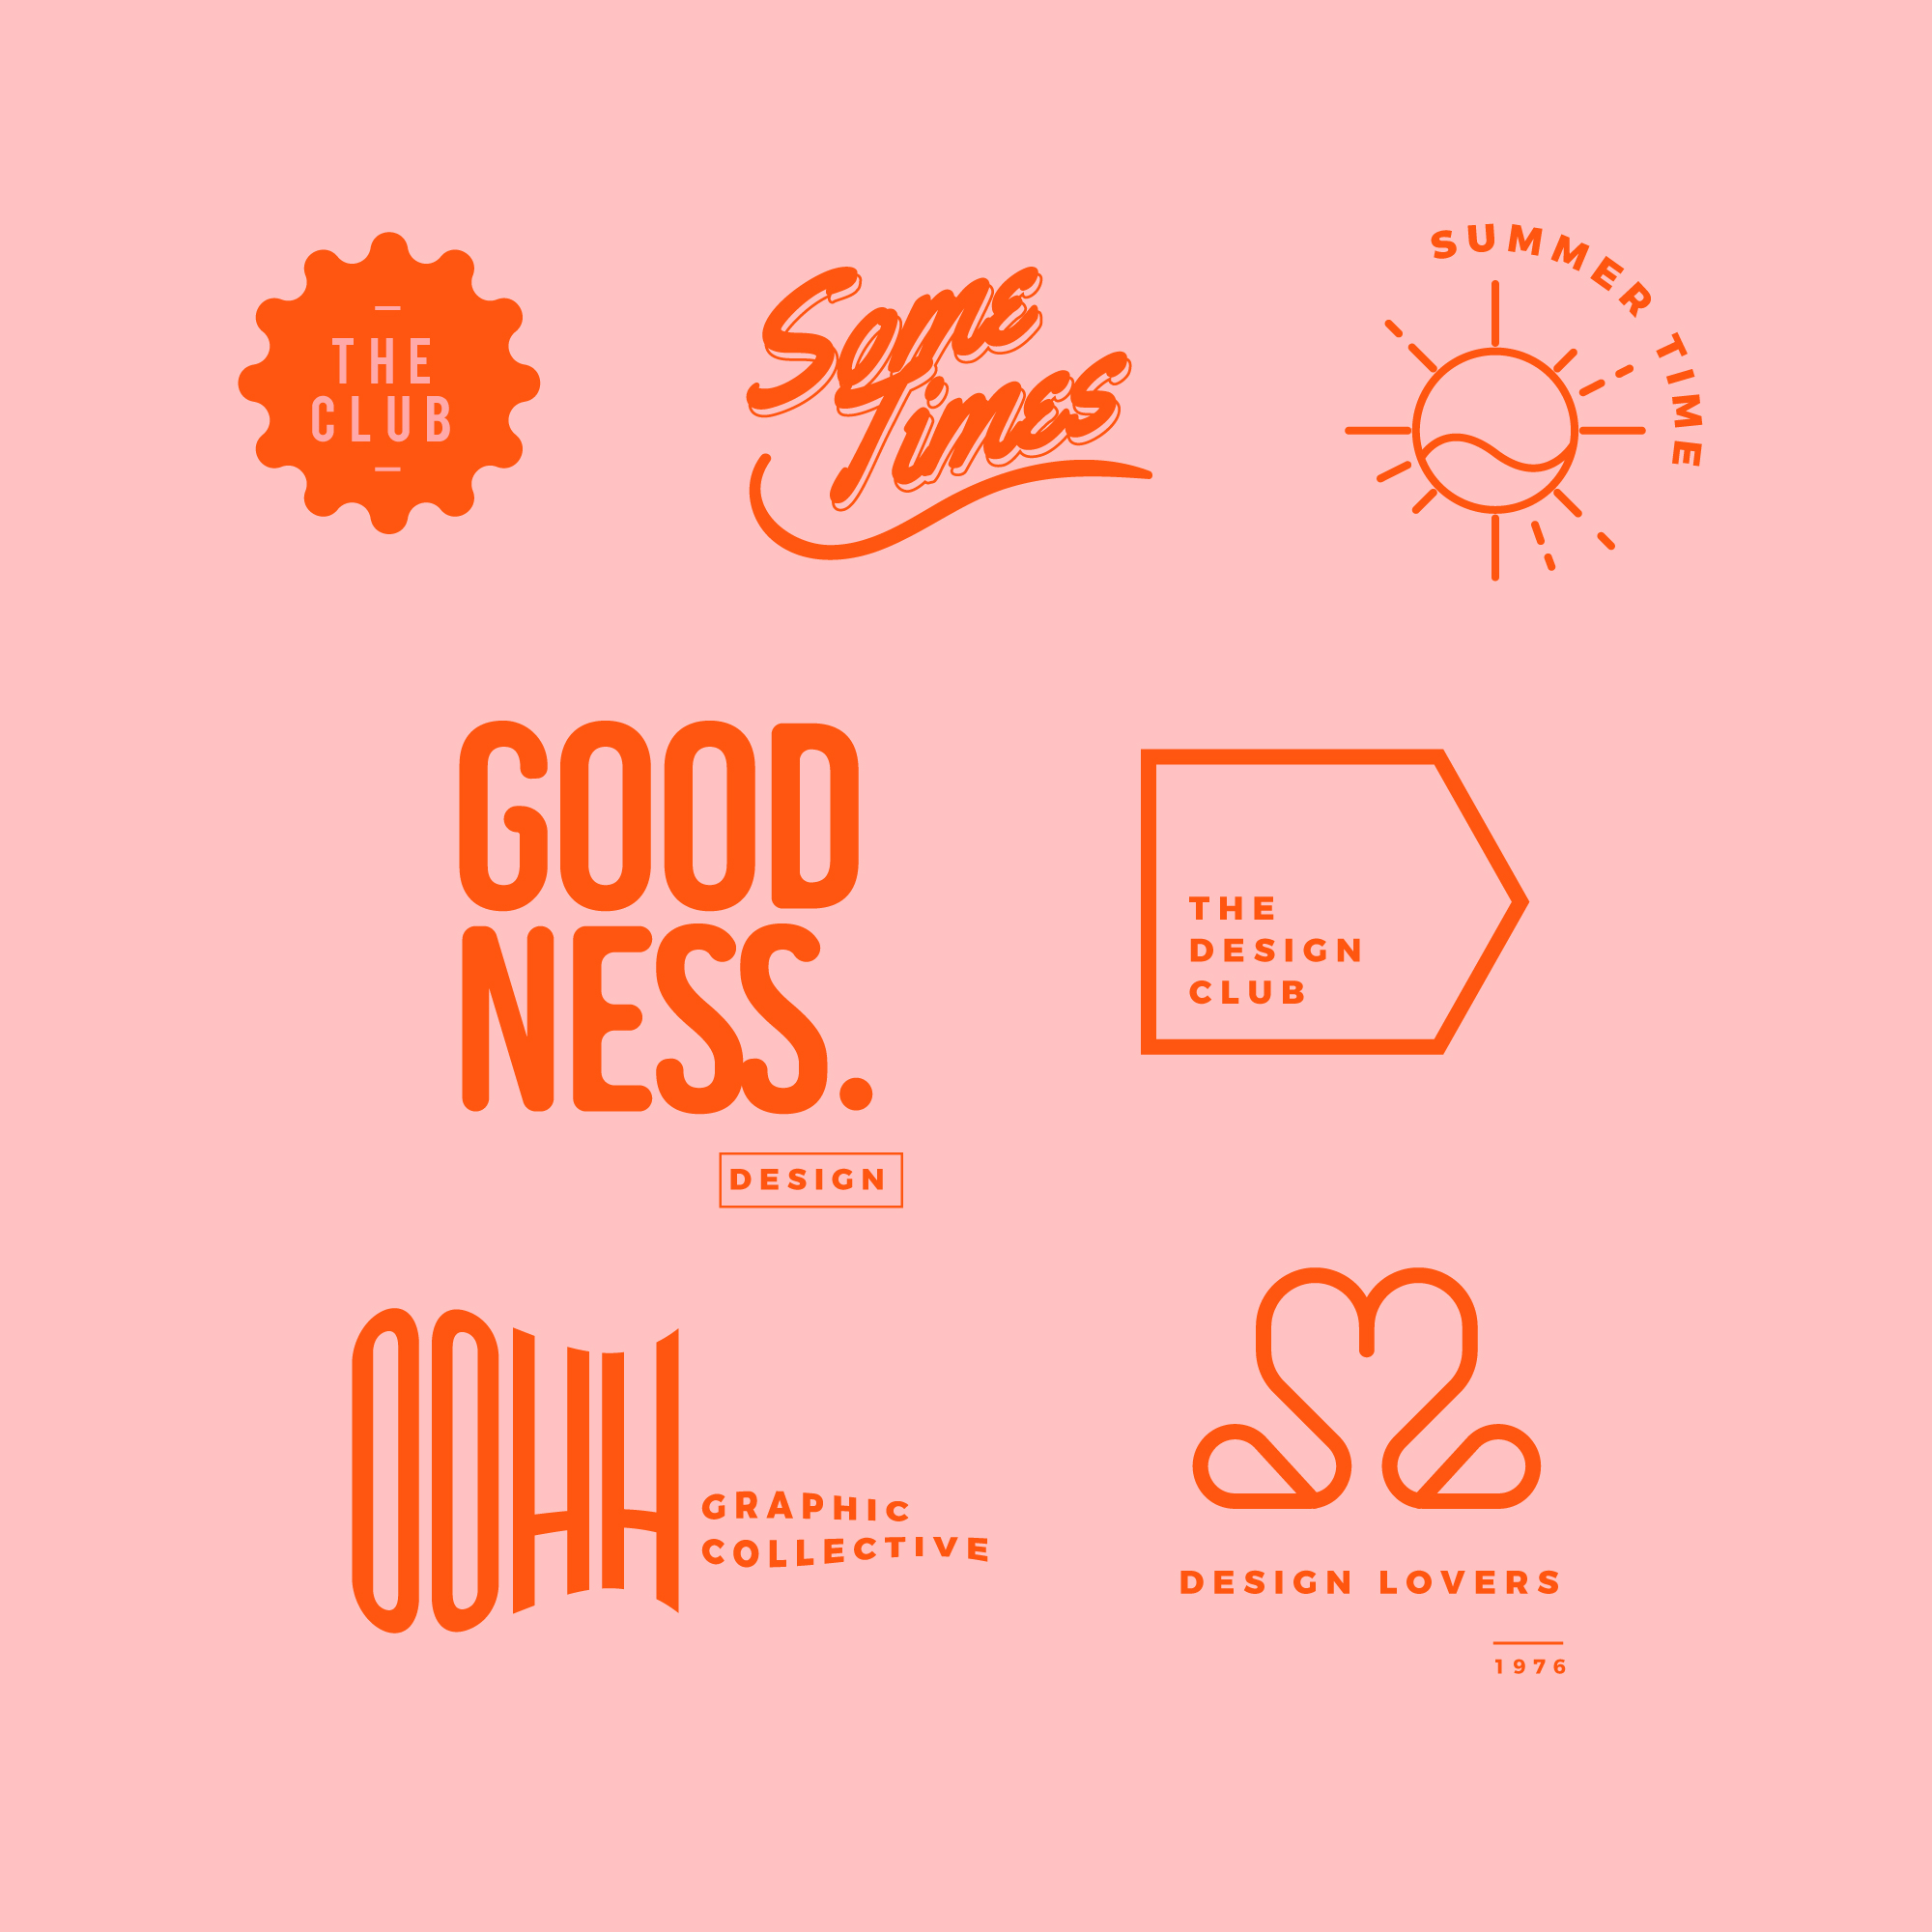 THE
CLUB
Some
Times
SUMMER TIME
GOOD
NESS.
DESIGN
THE
DESIGN
CLUB
OOHH
GRAPHIC
COLLECTIVE
DESIGN LOVERS
1976